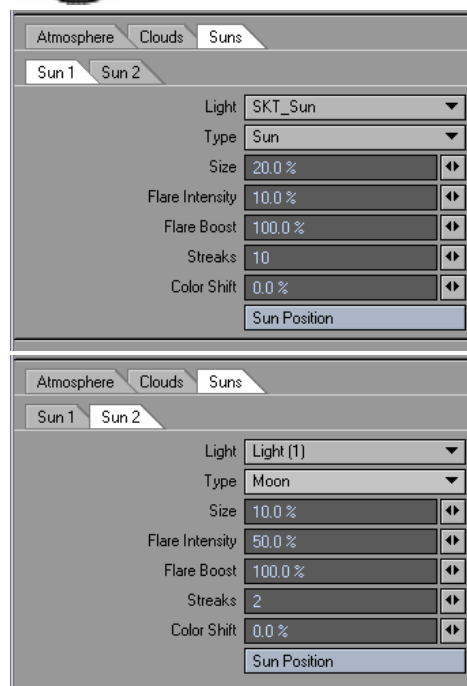 Atmosphere Clouds Suns
Sun 1 Sun 2
Light SKT_Sun
Type Sun
Size 20.0 %
Flare Intensity 10.0 %
Flare Boost 100.0 %
Streaks 10
Color Shift 0.0 %
Sun Position
Atmosphere Clouds Suns
Sun 1 Sun 2
Light Light (1)
Type Moon
Size 10.0 %
Flare Intensity 50.0 %
Flare Boost 100.0 %
Streaks 2
Color Shift 0.0 %
Sun Position